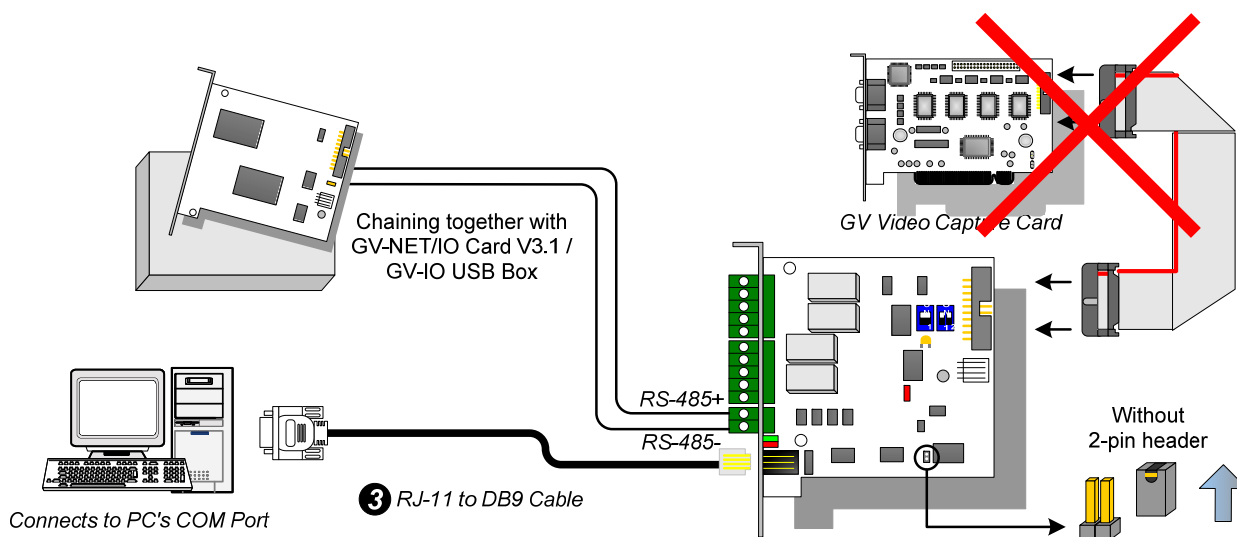 GV Video Capture Card
Chaining together with
GV-NET/IO Card V3.1 /
GV-IO USB Box
RS-485+
RS-485-
Without
2-pin header
3 RJ-11 to DB9 Cable
Connects to PC's COM Port